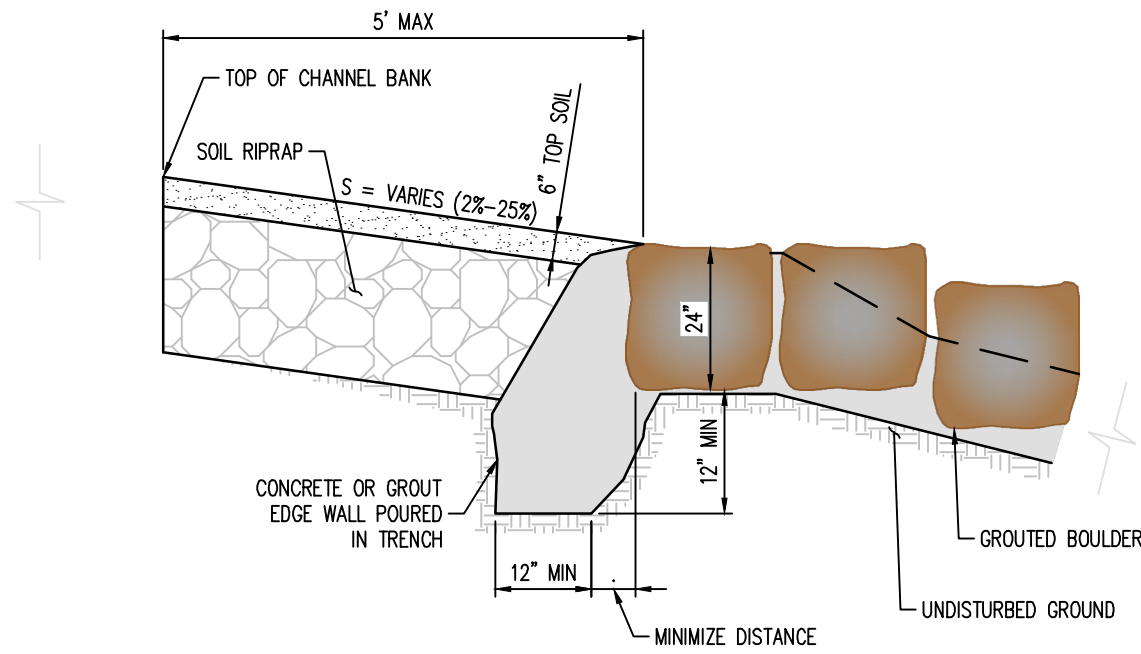 5' MAX
TOP OF CHANNEL BANK
SOIL RIPRAP
6" TOP SOIL
S = VARIES (2%-25%)
24"
12" MIN
CONCRETE OR GROUT
EDGE WALL POURED
IN TRENCH
GROUTED BOULDER
12" MIN
UNDISTURBED GROUND
MINIMIZE DISTANCE